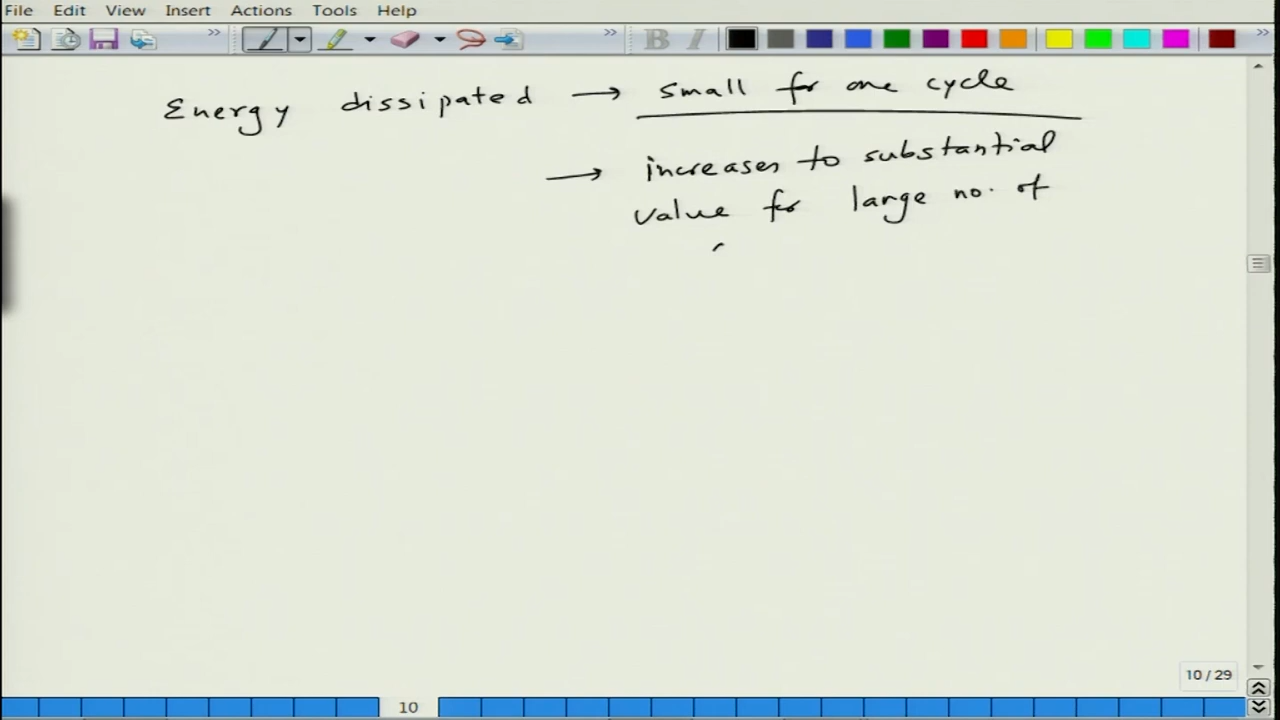 File Edit View Insert Actions Tools Help
B I
Energy dissipated → small for one cycle
→ increases to substantial
value for large no. of
10 / 29
10